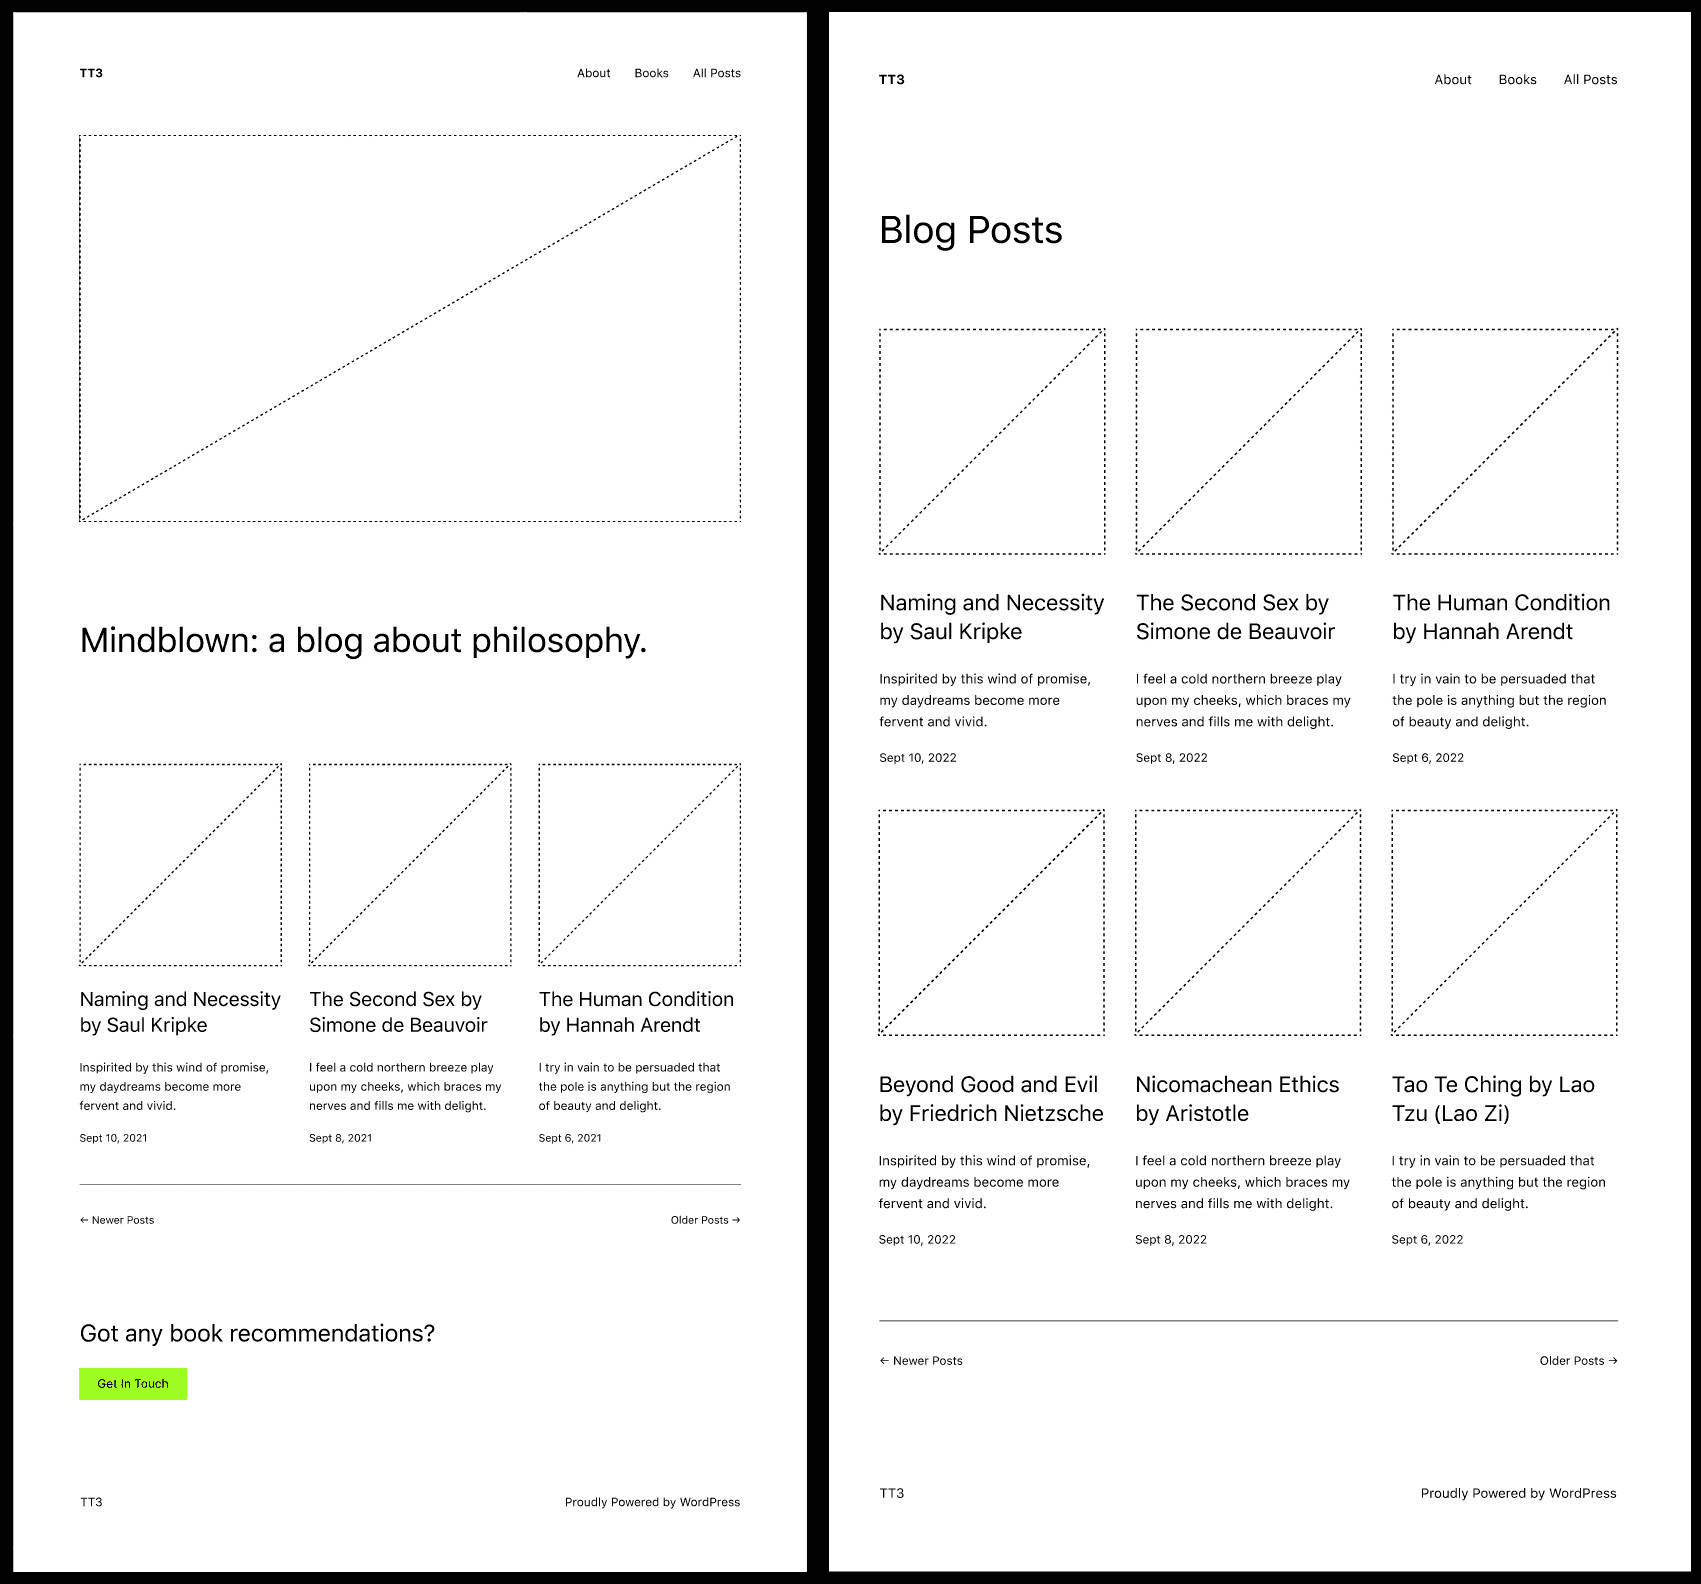 TT3
About Books All Posts
Mindblown: a blog about philosophy.
Naming and Necessity
by Saul Kripke
Inspirited by this wind of promise,
my daydreams become more
fervent and vivid.
Sept 10, 2021
The Second Sex by
Simone de Beauvoir
I feel a cold northern breeze play
upon my cheeks, which braces my
nerves and fills me with delight.
Sept 8, 2021
The Human Condition
by Hannah Arendt
I try in vain to be persuaded that
the pole is anything but the region
of beauty and delight.
Sept 6, 2021
← Newer Posts
Older Posts →
Got any book recommendations?
Get In Touch
TT3
Proudly Powered by WordPress
TT3
About Books All Posts
Blog Posts
Naming and Necessity
by Saul Kripke
Inspirited by this wind of promise,
my daydreams become more
fervent and vivid.
Sept 10, 2022
The Second Sex by
Simone de Beauvoir
I feel a cold northern breeze play
upon my cheeks, which braces my
nerves and fills me with delight.
Sept 8, 2022
The Human Condition
by Hannah Arendt
I try in vain to be persuaded that
the pole is anything but the region
of beauty and delight.
Sept 6, 2022
Beyond Good and Evil
by Friedrich Nietzsche
Inspirited by this wind of promise,
my daydreams become more
fervent and vivid.
Sept 10, 2022
Nicomachean Ethics
by Aristotle
I feel a cold northern breeze play
upon my cheeks, which braces my
nerves and fills me with delight.
Sept 8, 2022
Tao Te Ching by Lao
Tzu (Lao Zi)
I try in vain to be persuaded that
the pole is anything but the region
of beauty and delight.
Sept 6, 2022
← Newer Posts
Older Posts →
TT3
Proudly Powered by WordPress